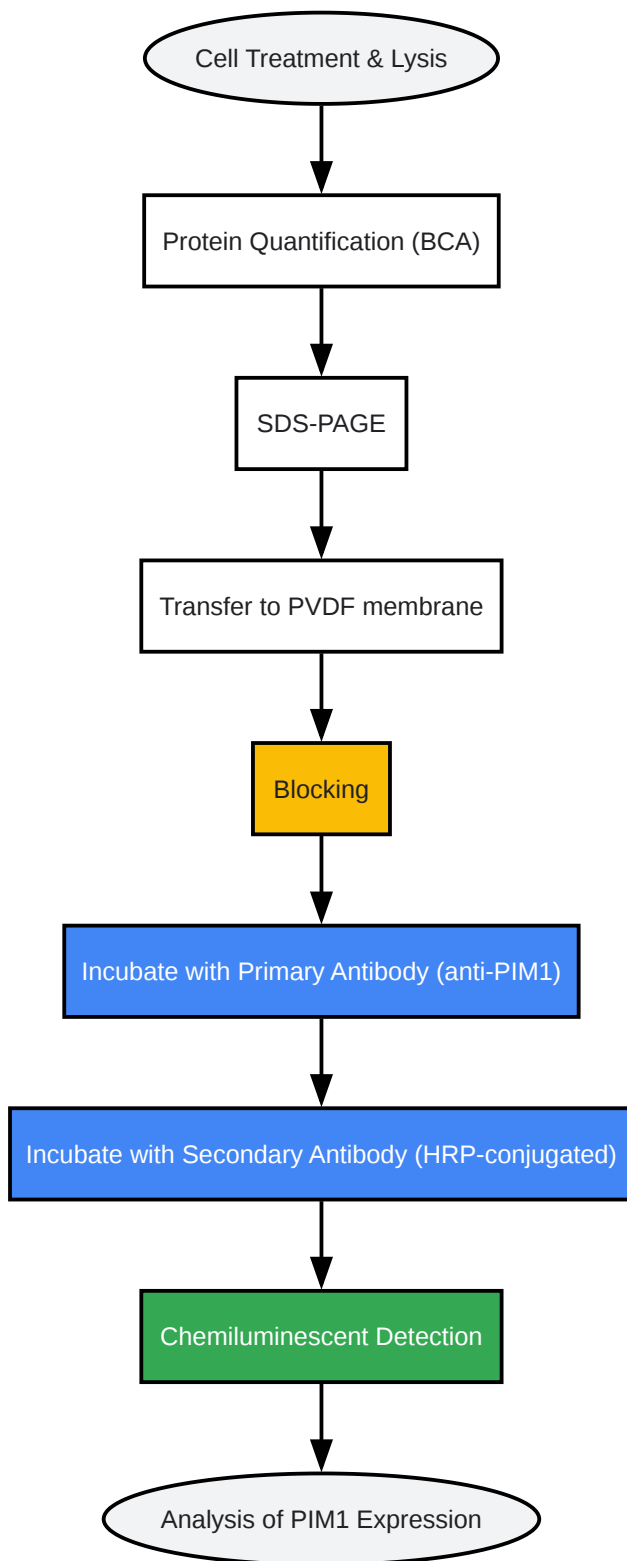 Cell Treatment & Lysis
Protein Quantification (BCA)
SDS-PAGE
Transfer to PVDF membrane
Blocking
Incubate with Primary Antibody (anti-PIM1)
Incubate with Secondary Antibody (HRP-conjugated)
Chemiluminescent Detection
Analysis of PIM1 Expression